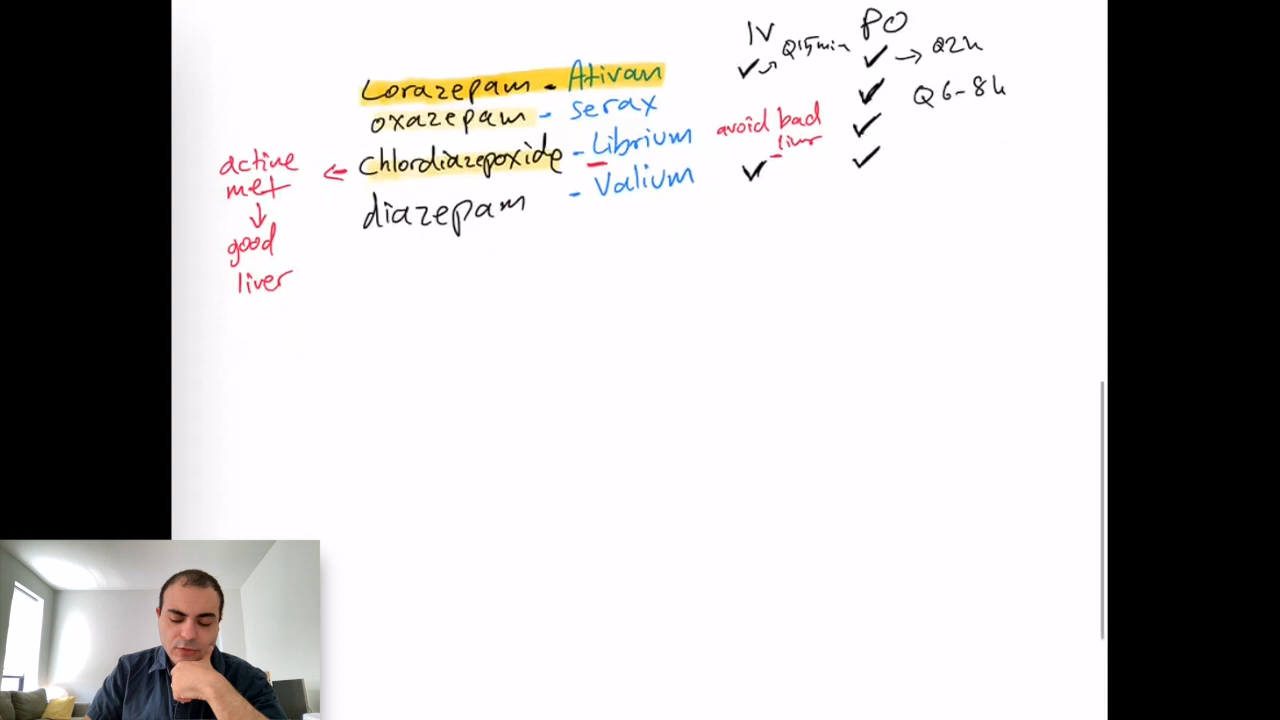 IV PO
Lorazepam - Ativan ✓→ Q15min ✓ → Q2h
oxazepam - serax ✓ Q6-8h
chlordiazepoxide - Librium avoid bad liver ✓
diazepam - Valium ✓ ✓
active
met
↓
good
liver
←